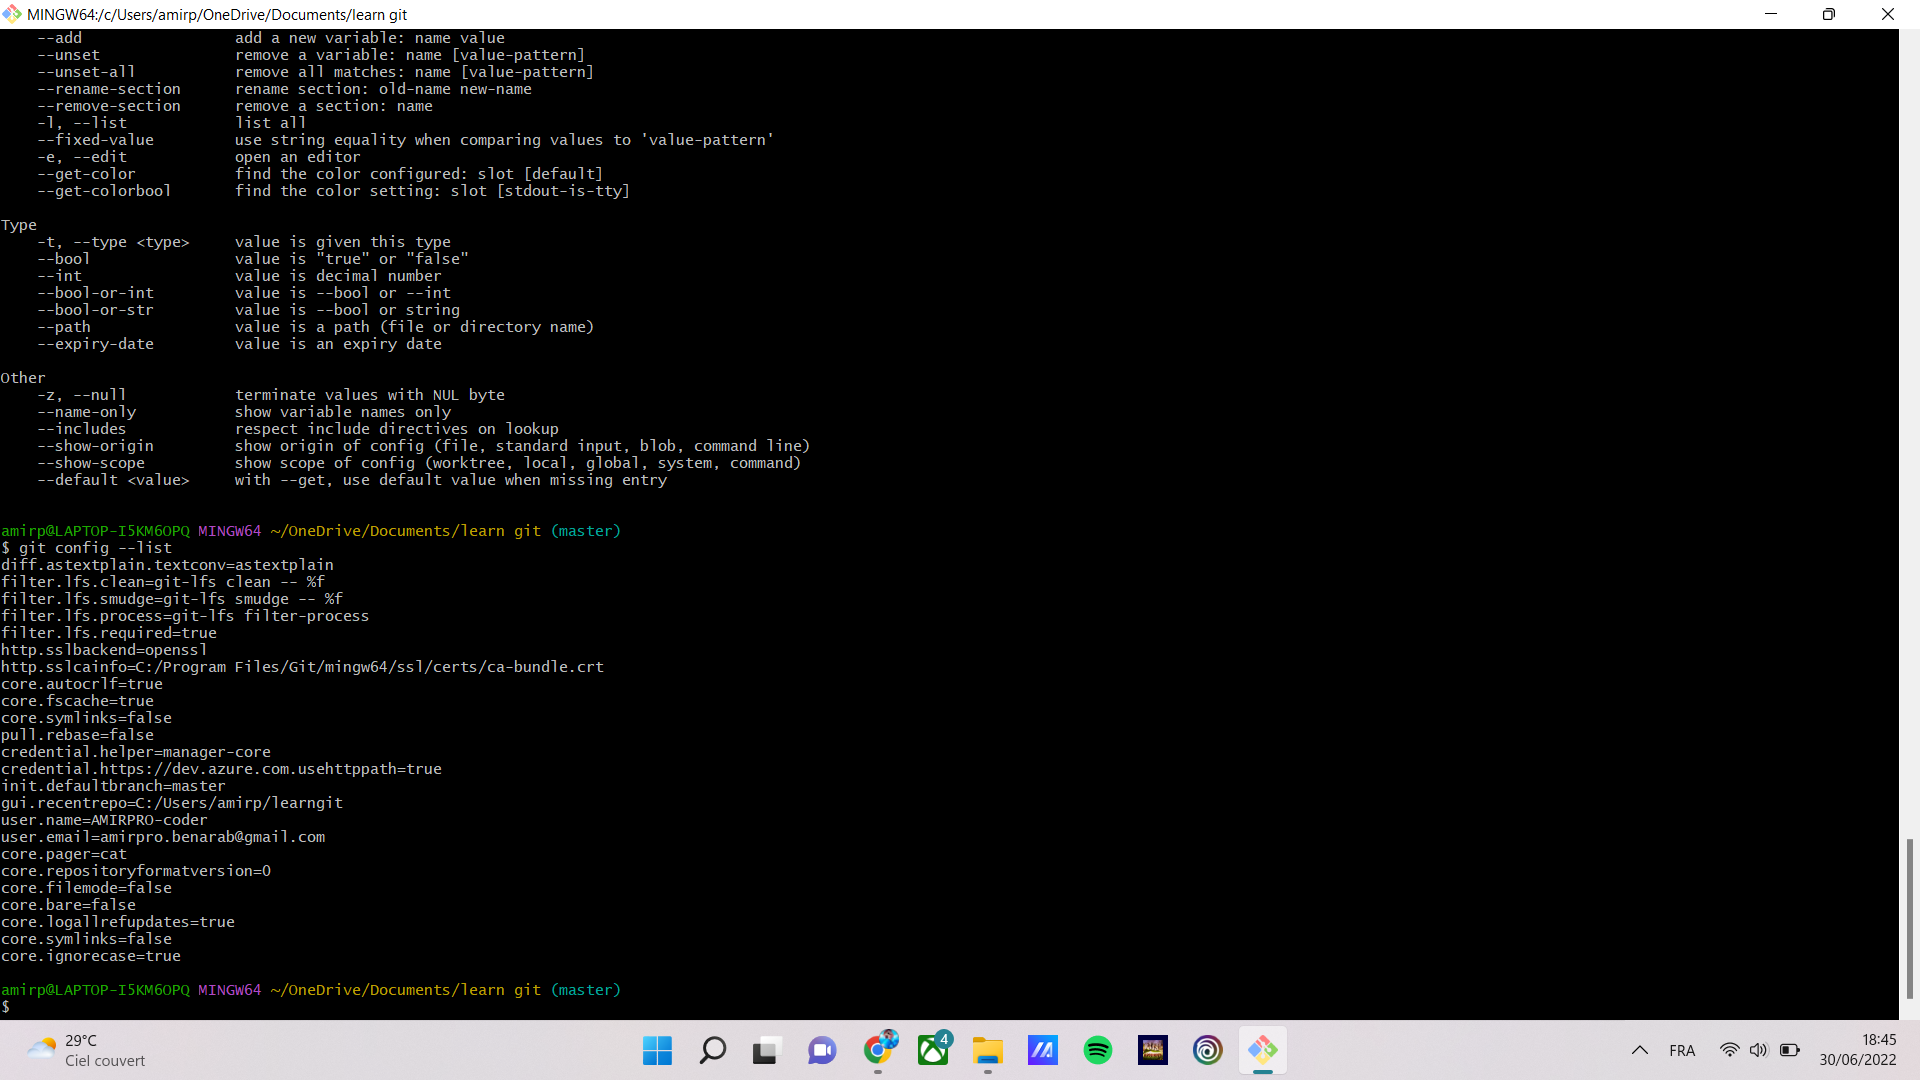 MINGW64:/c/Users/amirp/OneDrive/Documents/learn git
--add add a new variable: name value
--unset remove a variable: name [value-pattern]
--unset-all remove all matches: name [value-pattern]
--rename-section rename section: old-name new-name
--remove-section remove a section: name
-l, --list list all
--fixed-value use string equality when comparing values to 'value-pattern'
-e, --edit open an editor
--get-color find the color configured: slot [default]
--get-colorbool find the color setting: slot [stdout-is-tty]
Type
-t, --type <type> value is given this type
--bool value is "true" or "false"
--int value is decimal number
--bool-or-int value is --bool or --int
--bool-or-str value is --bool or string
--path value is a path (file or directory name)
--expiry-date value is an expiry date
Other
-z, --null terminate values with NUL byte
--name-only show variable names only
--includes respect include directives on lookup
--show-origin show origin of config (file, standard input, blob, command line)
--show-scope show scope of config (worktree, local, global, system, command)
--default <value> with --get, use default value when missing entry
amirp@LAPTOP-I5KM6OPQ MINGW64 ~/OneDrive/Documents/learn git (master)
$ git config --list
diff.astextplain.textconv=astextplain
filter.lfs.clean=git-lfs clean -- %f
filter.lfs.smudge=git-lfs smudge -- %f
filter.lfs.process=git-lfs filter-process
filter.lfs.required=true
http.sslbackend=openssl
http.sslcainfo=C:/Program Files/Git/mingw64/ssl/certs/ca-bundle.crt
core.autocrlf=true
core.fscache=true
core.symlinks=false
pull.rebase=false
credential.helper=manager-core
credential.https://dev.azure.com.usehttppath=true
init.defaultbranch=master
gui.recentrepo=C:/Users/amirp/learngit
user.name=AMIRPRO-coder
user.email=amirpro.benarab@gmail.com
core.pager=cat
core.repositoryformatversion=0
core.filemode=false
core.bare=false
core.logallrefupdates=true
core.symlinks=false
core.ignorecase=true
amirp@LAPTOP-I5KM6OPQ MINGW64 ~/OneDrive/Documents/learn git (master)
$
29°C
Ciel couvert
4
FRA
18:45
30/06/2022